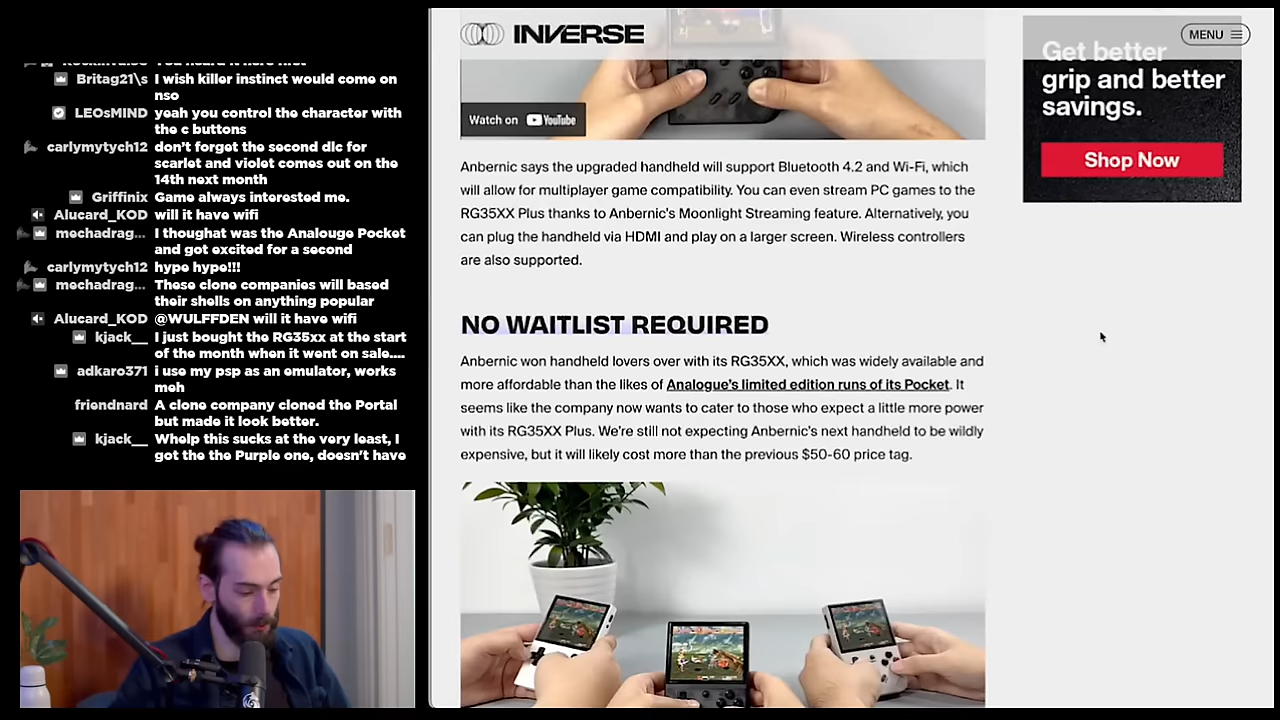 Britag21\s I wish killer instinct would come on
nso
LEOsMIND yeah you control the character with
the c buttons
carlymytych12 don't forget the second dlc for
scarlet and violet comes out on the
14th next month
Griffinix Game always interested me.
Alucard_KOD will it have wifi
mechadrag... I thoughat was the Analouge Pocket
and got excited for a second
carlymytych12 hype hype!!!
mechadrag... These clone companies will based
their shells on anything popular
Alucard_KOD @WULFFDEN will it have wifi
kjack__ I just bought the RG35xx at the start
of the month when it went on sale....
adkaro371 i use my psp as an emulator, works
meh
friendnard A clone company cloned the Portal
but made it look better.
kjack__ Whelp this sucks at the very least, I
got the the Purple one, doesn't have
INVERSE
MENU
Watch on YouTube
Anbernic says the upgraded handheld will support Bluetooth 4.2 and Wi-Fi, which
will allow for multiplayer game compatibility. You can even stream PC games to the
RG35XX Plus thanks to Anbernic's Moonlight Streaming feature. Alternatively, you
can plug the handheld via HDMI and play on a larger screen. Wireless controllers
are also supported.
NO WAITLIST REQUIRED
Anbernic won handheld lovers over with its RG35XX, which was widely available and
more affordable than the likes of Analogue's limited edition runs of its Pocket. It
seems like the company now wants to cater to those who expect a little more power
with its RG35XX Plus. We're still not expecting Anbernic's next handheld to be wildly
expensive, but it will likely cost more than the previous $50-60 price tag.
Get better
grip and better
savings.
Shop Now